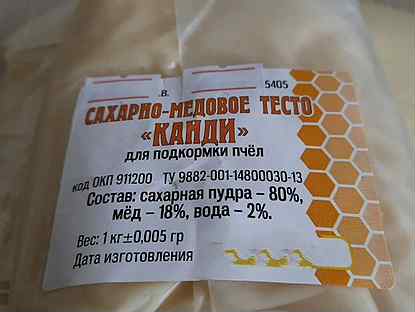 .В. 5405
САХАРНО-МЕДОВОЕ ТЕСТО
«КАНДИ»
для подкормки пчёл
код ОКП 911200 ТУ 9882-001-14800030-13
Состав: сахарная пудра – 80%,
мёд – 18%, вода – 2%.
Вес: 1 кг±0,005 гр
Дата изготовления